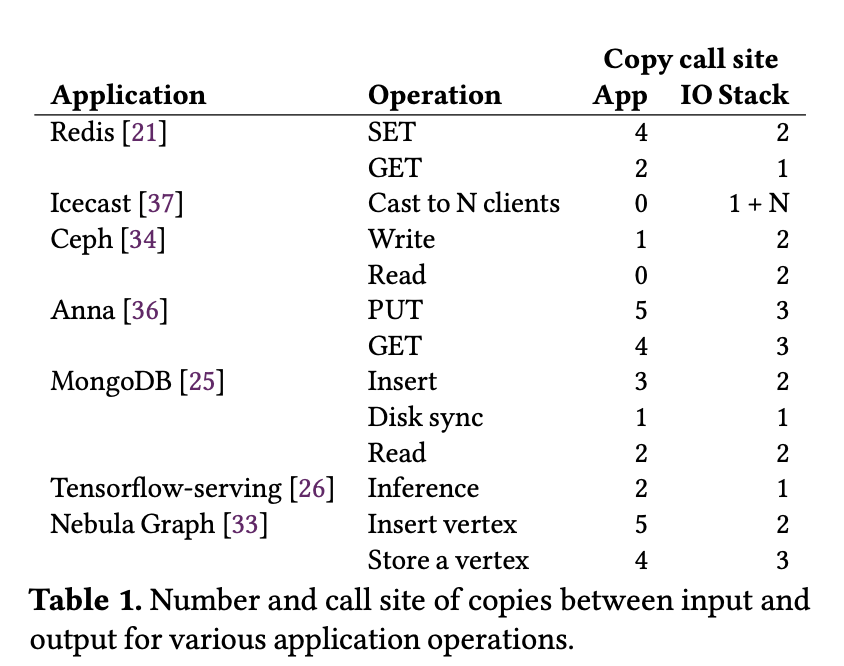 Copy call site
Application Operation App IO Stack
Redis [21] SET 4 2
GET 2 1
Icecast [37] Cast to N clients 0 1 + N
Ceph [34] Write 1 2
Read 0 2
Anna [36] PUT 5 3
GET 4 3
MongoDB [25] Insert 3 2
Disk sync 1 1
Read 2 2
Tensorflow-serving [26] Inference 2 1
Nebula Graph [33] Insert vertex 5 2
Store a vertex 4 3
Table 1. Number and call site of copies between input and
output for various application operations.